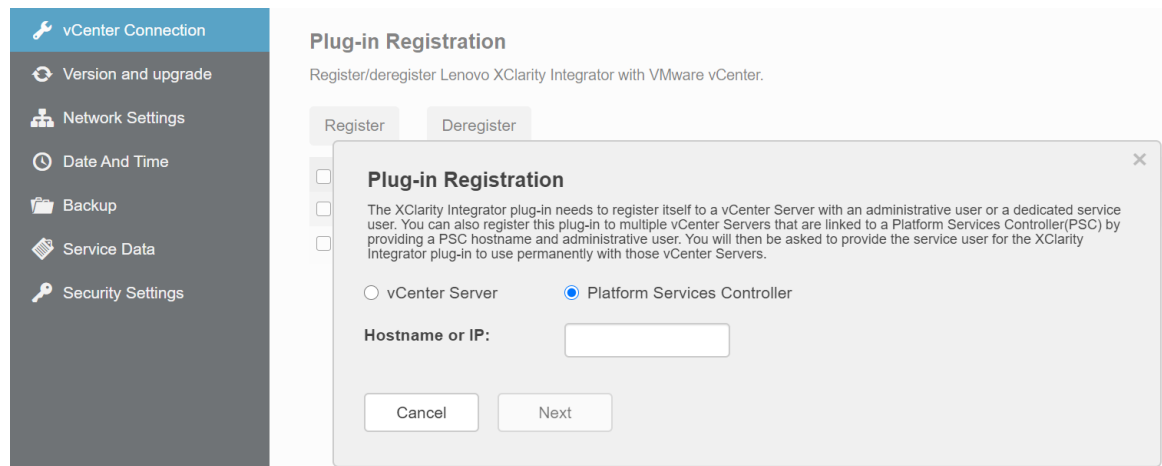 vCenter Connection
Version and upgrade
Network Settings
Date And Time
Backup
Service Data
Security Settings
Plug-in Registration
Register/deregister Lenovo XClarity Integrator with VMware vCenter.
Register
Deregister
Plug-in Registration
The XClarity Integrator plug-in needs to register itself to a vCenter Server with an administrative user or a dedicated service
user. You can also register this plug-in to multiple vCenter Servers that are linked to a Platform Services Controller(PSC) by
providing a PSC hostname and administrative user. You will then be asked to provide the service user for the XClarity
Integrator plug-in to use permanently with those vCenter Servers.
vCenter Server
Platform Services Controller
Hostname or IP:
Cancel
Next